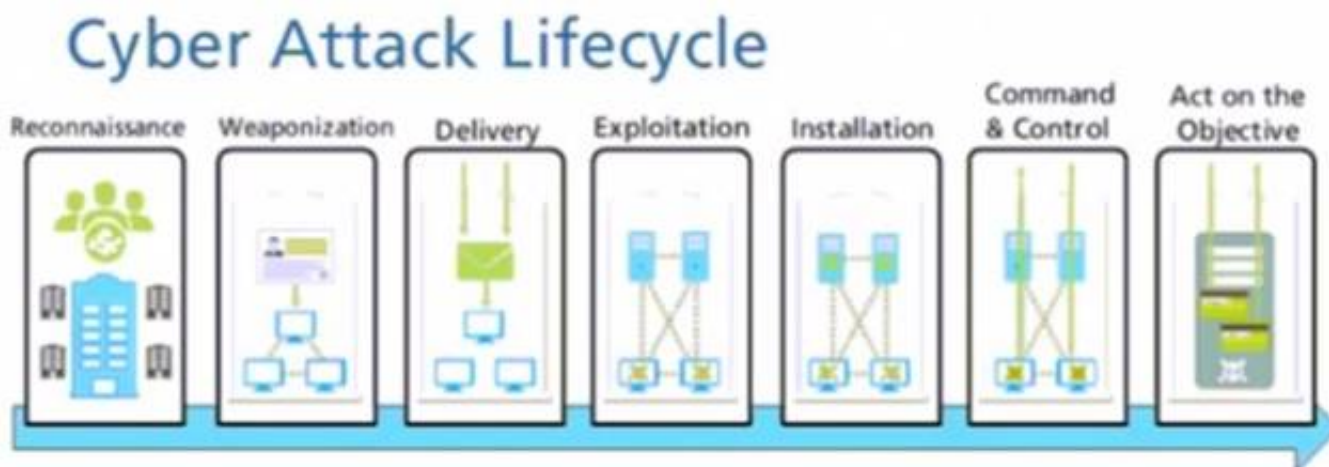 Cyber Attack Lifecycle
Reconnaissance
Weaponization
Delivery
Exploitation
Installation
Command
& Control
Act on the
Objective